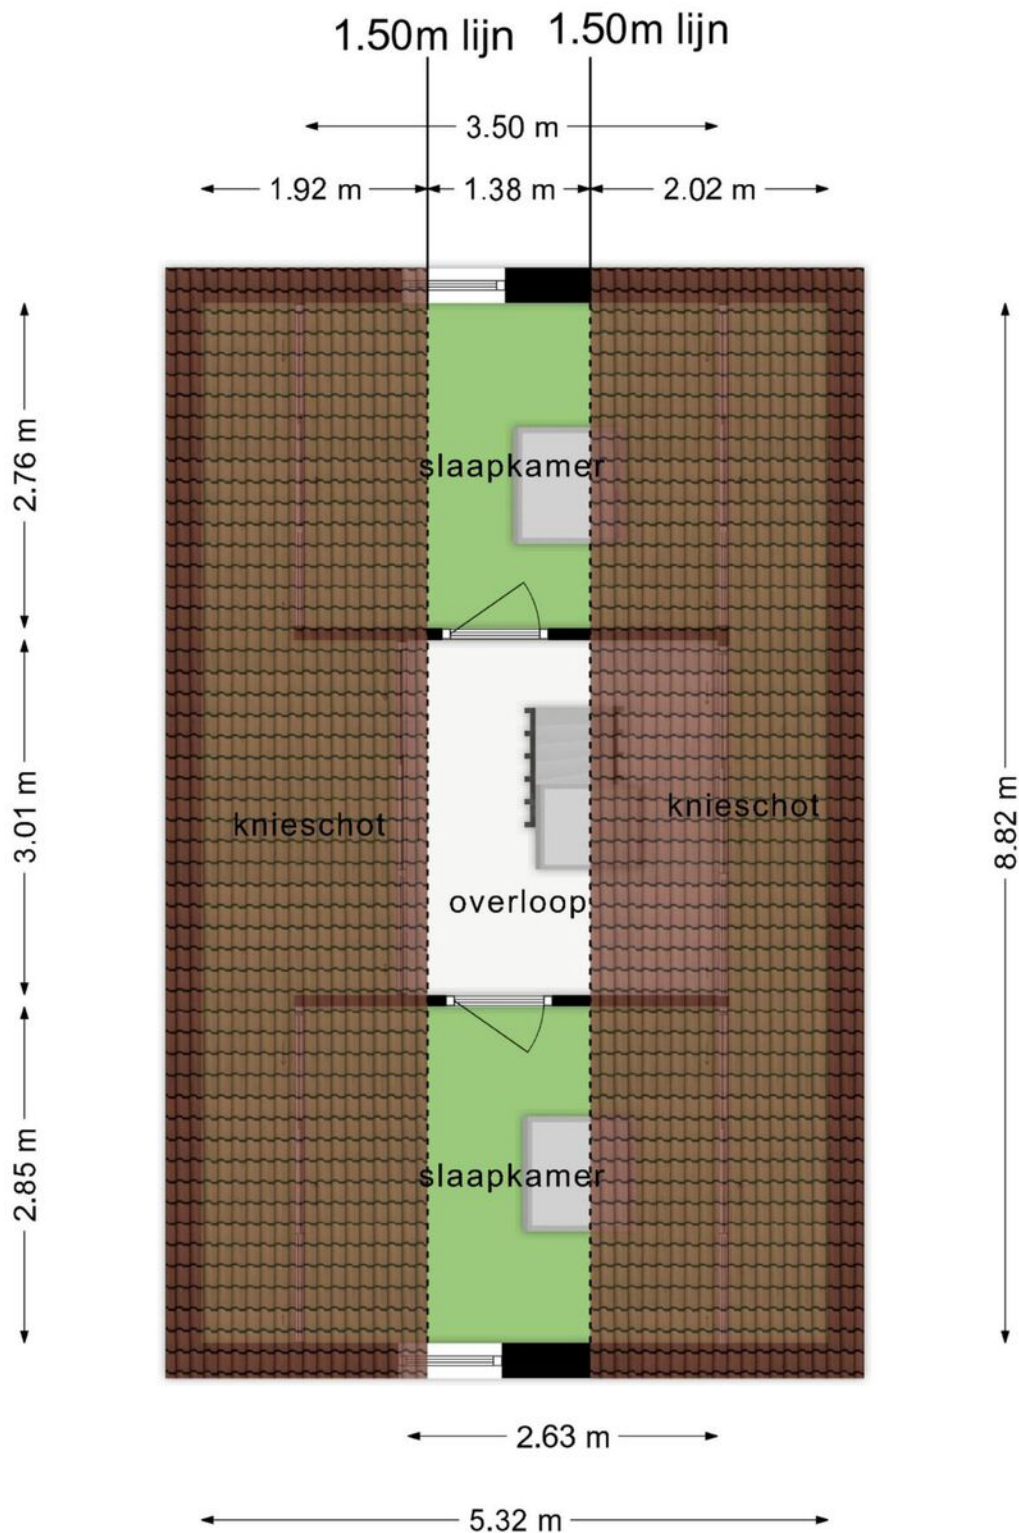 1.50m lijn 1.50m lijn
3.50 m
1.92 m 1.38 m 2.02 m
2.76 m
slaapkamer
3.01 m
8.82 m
knieschot
knieschot
overloop
2.85 m
slaapkamer
2.63 m
5.32 m